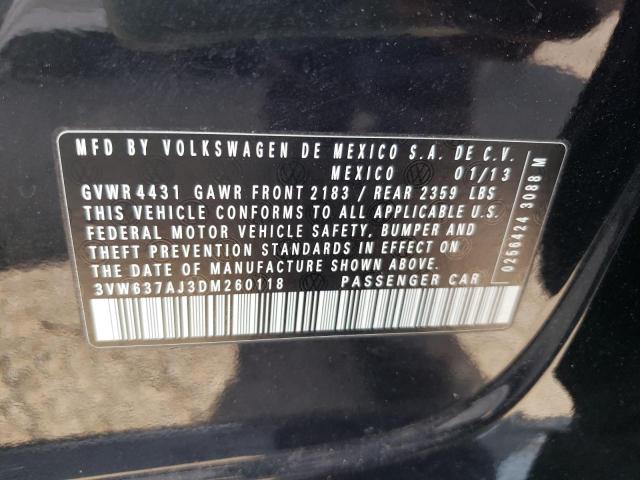 MFD BY VOLKSWAGEN DE MEXICO S.A. DE C.V.
MEXICO 01/13
GVWR 4431 GAWR FRONT 2183 / REAR 2359 LBS
THIS VEHICLE CONFORMS TO ALL APPLICABLE U.S.
FEDERAL MOTOR VEHICLE SAFETY, BUMPER AND
THEFT PREVENTION STANDARDS IN EFFECT ON
THE DATE OF MANUFACTURE SHOWN ABOVE.
3VW637AJ3DM260118 PASSENGER CAR
0256424 3088 M